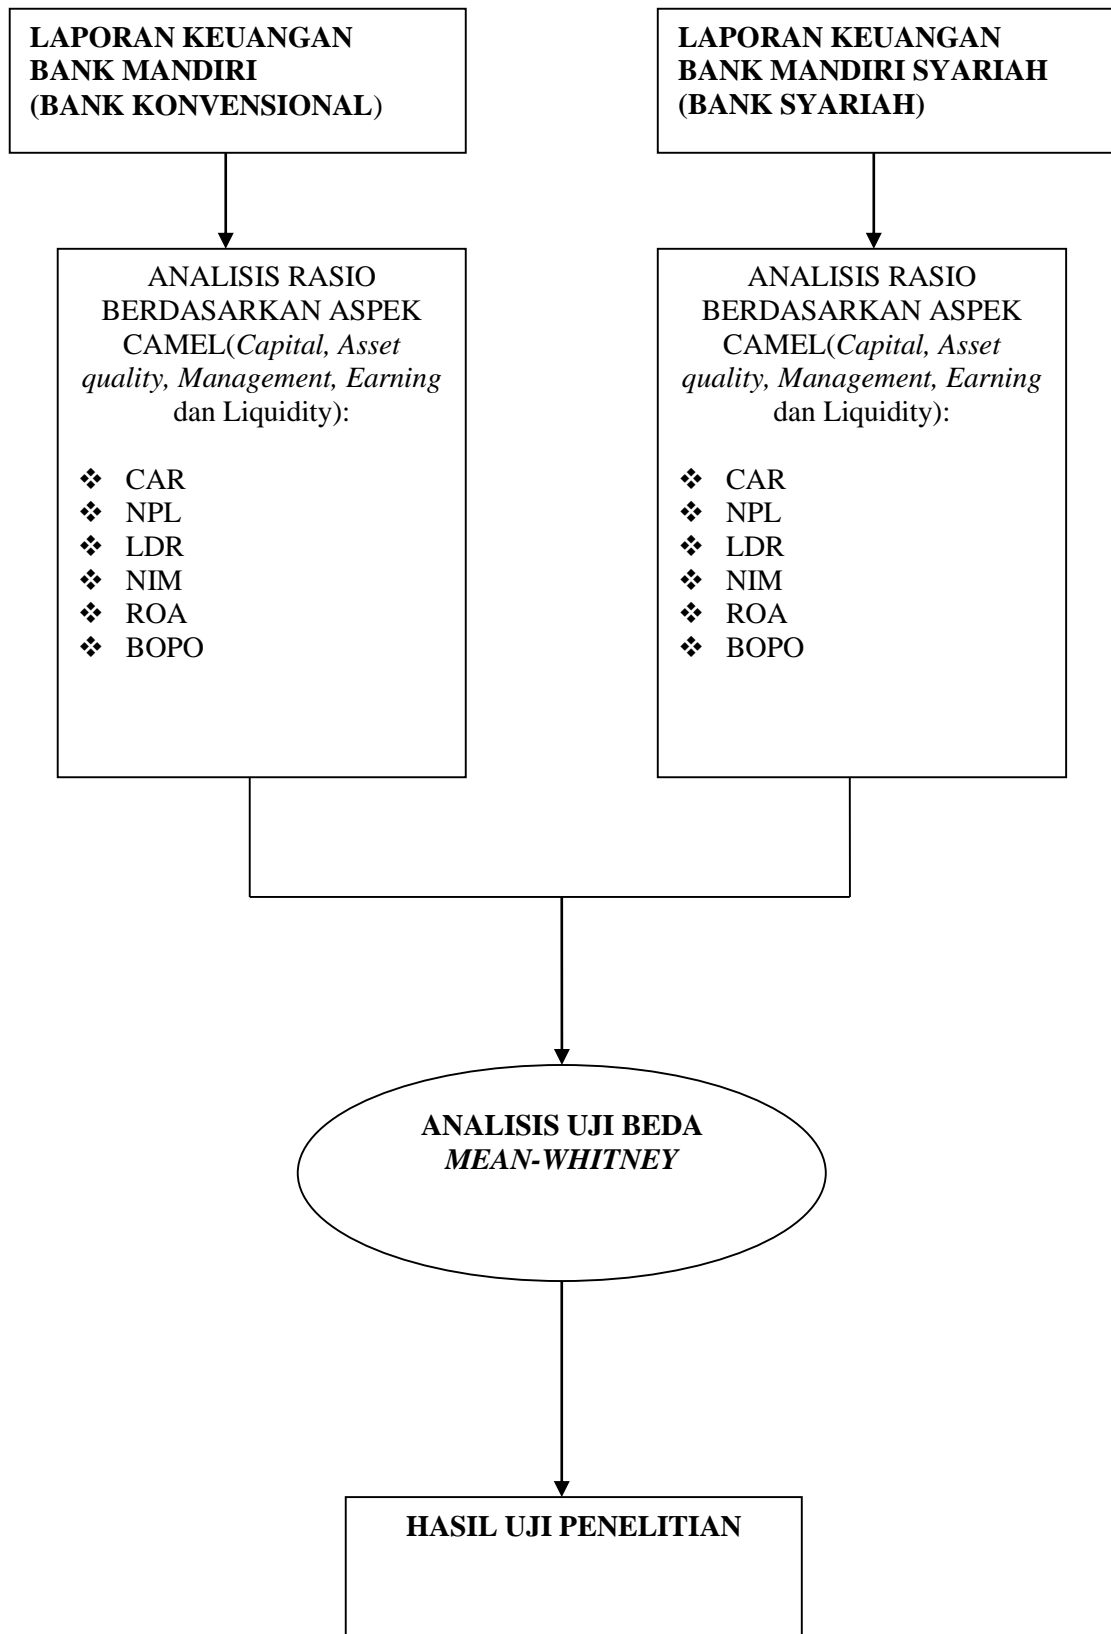 LAPORAN KEUANGAN
BANK MANDIRI
(BANK KONVENSIONAL)
LAPORAN KEUANGAN
BANK MANDIRI SYARIAH
(BANK SYARIAH)
ANALISIS RASIO
BERDASARKAN ASPEK
CAMEL(Capital, Asset
quality, Management, Earning
dan Liquidity):
❖ CAR
❖ NPL
❖ LDR
❖ NIM
❖ ROA
❖ BOPO
ANALISIS RASIO
BERDASARKAN ASPEK
CAMEL(Capital, Asset
quality, Management, Earning
dan Liquidity):
❖ CAR
❖ NPL
❖ LDR
❖ NIM
❖ ROA
❖ BOPO
ANALISIS UJI BEDA
MEAN-WHITNEY
HASIL UJI PENELITIAN